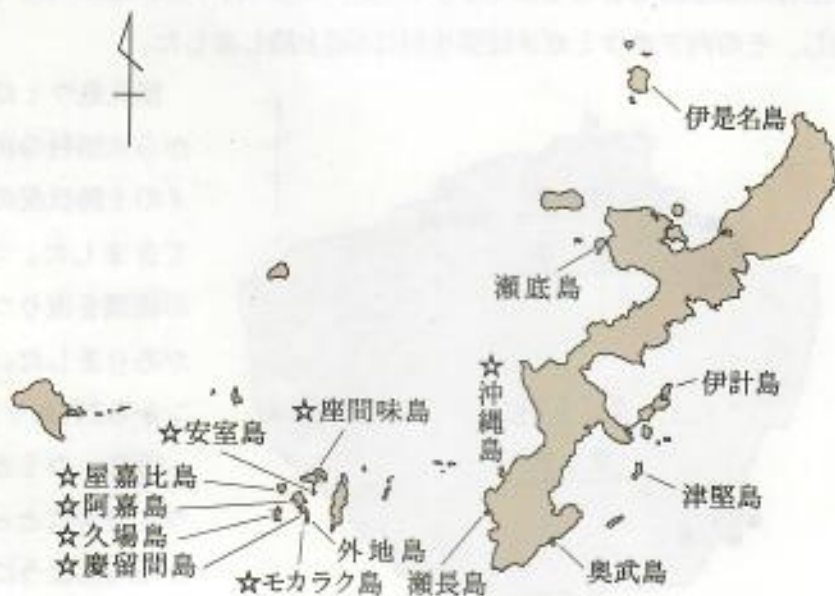 伊是名島
瀬底島
☆沖縄島
伊計島
☆座間味島
☆安室島
☆屋嘉比島
☆阿嘉島
☆久場島
☆慶留間島
外地島
☆モカラク島
瀬長島
津堅島
奥武島